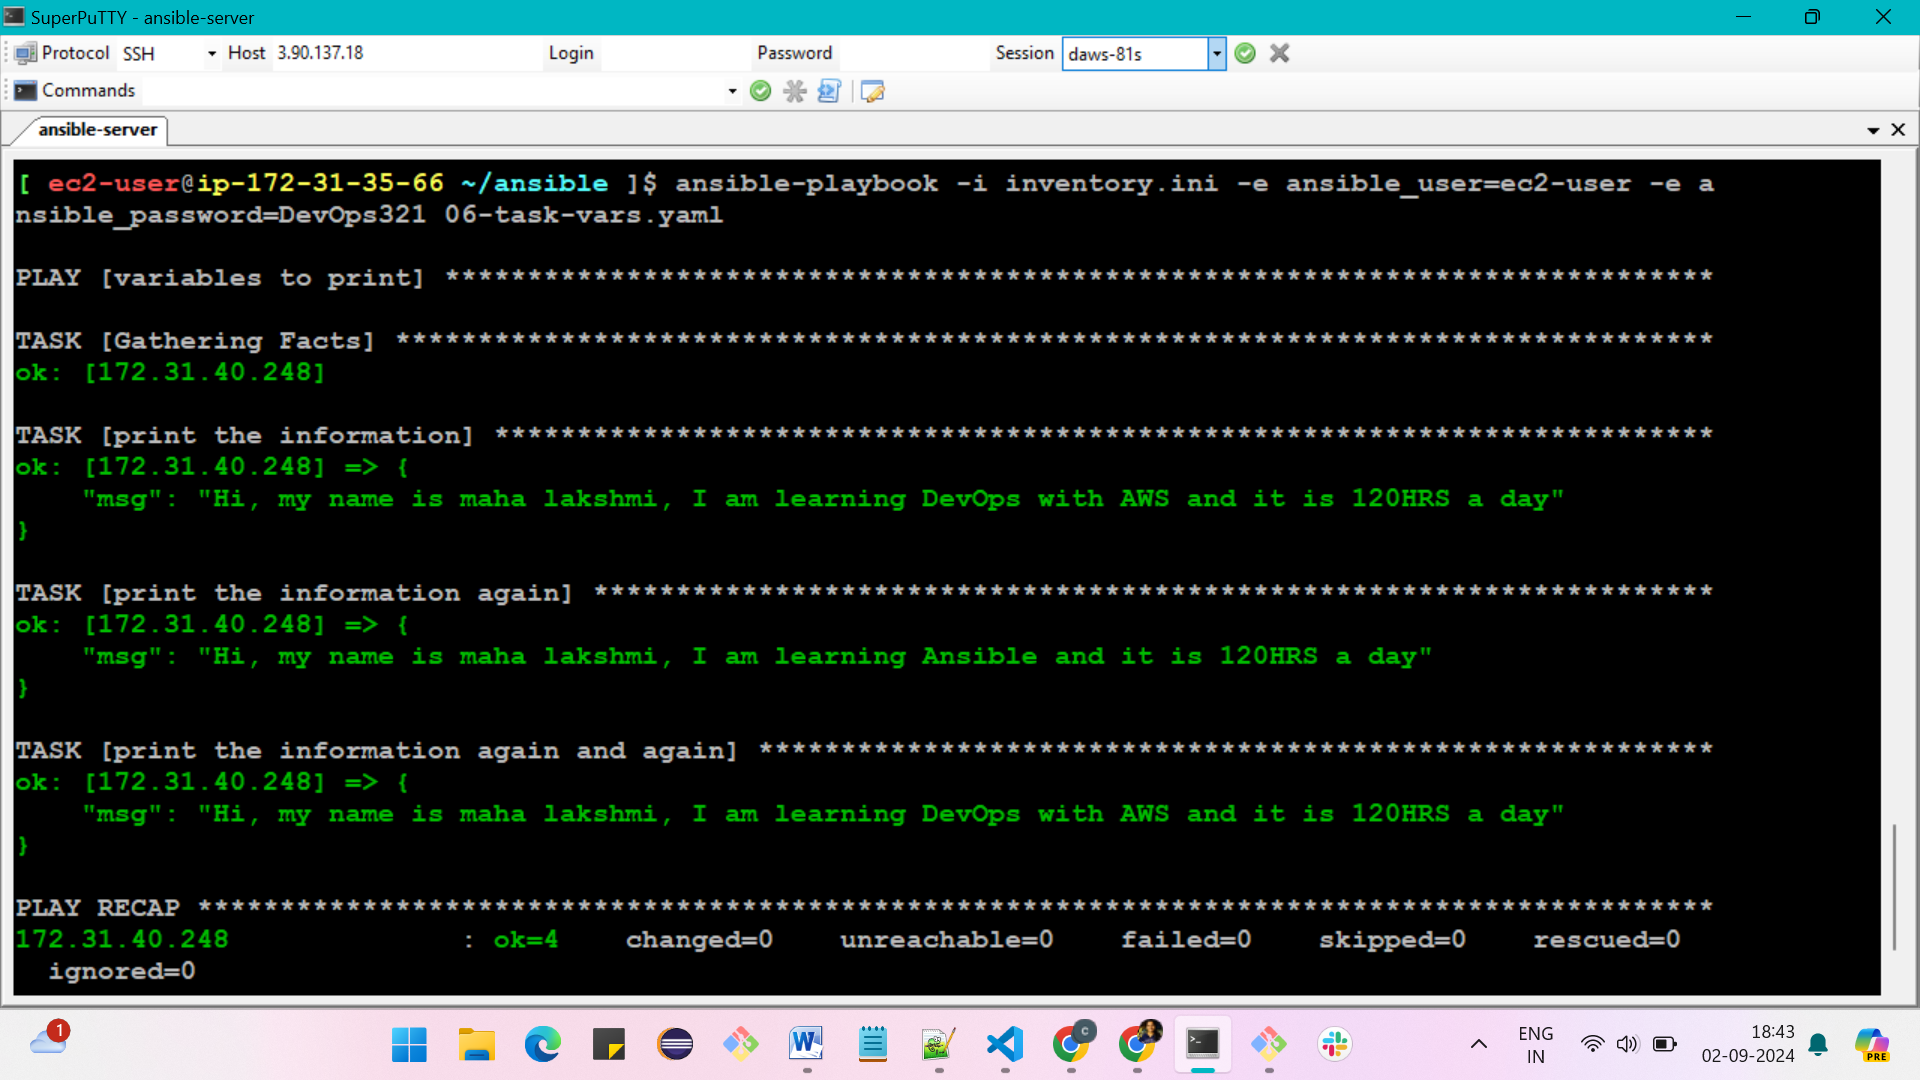 SuperPuTTY - ansible-server
Protocol SSH Host 3.90.137.18 Login Password Session daws-81s
Commands
ansible-server
[ ec2-user@ip-172-31-35-66 ~/ansible ]$ ansible-playbook -i inventory.ini -e ansible_user=ec2-user -e a
nsible_password=DevOps321 06-task-vars.yaml
PLAY [variables to print] *****************************************************************************
TASK [Gathering Facts] ********************************************************************************
ok: [172.31.40.248]
TASK [print the information] **************************************************************************
ok: [172.31.40.248] => {
    "msg": "Hi, my name is maha lakshmi, I am learning DevOps with AWS and it is 120HRS a day"
}
TASK [print the information again] ********************************************************************
ok: [172.31.40.248] => {
    "msg": "Hi, my name is maha lakshmi, I am learning Ansible and it is 120HRS a day"
}
TASK [print the information again and again] **********************************************************
ok: [172.31.40.248] => {
    "msg": "Hi, my name is maha lakshmi, I am learning DevOps with AWS and it is 120HRS a day"
}
PLAY RECAP ********************************************************************************************
172.31.40.248              : ok=4    changed=0    unreachable=0    failed=0    skipped=0    rescued=0
  ignored=0
1
W
C
ENG
IN
18:43
02-09-2024
PRE